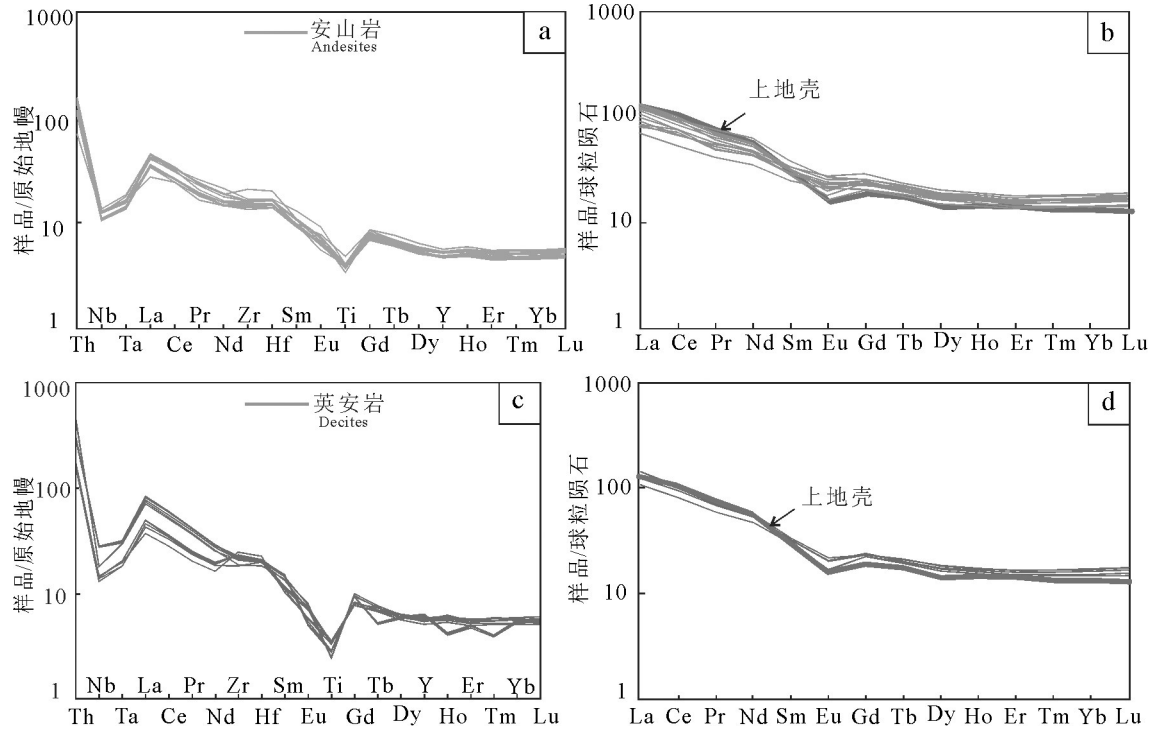 1000
100
10
1
样品/原始地幔
安山岩
Andesites
a
Nb La Pr Zr Sm Ti Tb Y Er Yb
Th Ta Ce Nd Hf Eu Gd Dy Ho Tm Lu
1000
100
10
1
样品/球粒陨石
b
上地壳
La Ce Pr Nd Sm Eu Gd Tb Dy Ho Er Tm Yb Lu
1000
100
10
1
样品/原始地幔
英安岩
Decites
c
Nb La Pr Zr Sm Ti Tb Y Er Yb
Th Ta Ce Nd Hf Eu Gd Dy Ho Tm Lu
1000
100
10
1
样品/球粒陨石
d
上地壳
La Ce Pr Nd Sm Eu Gd Tb Dy Ho Er Tm Yb Lu